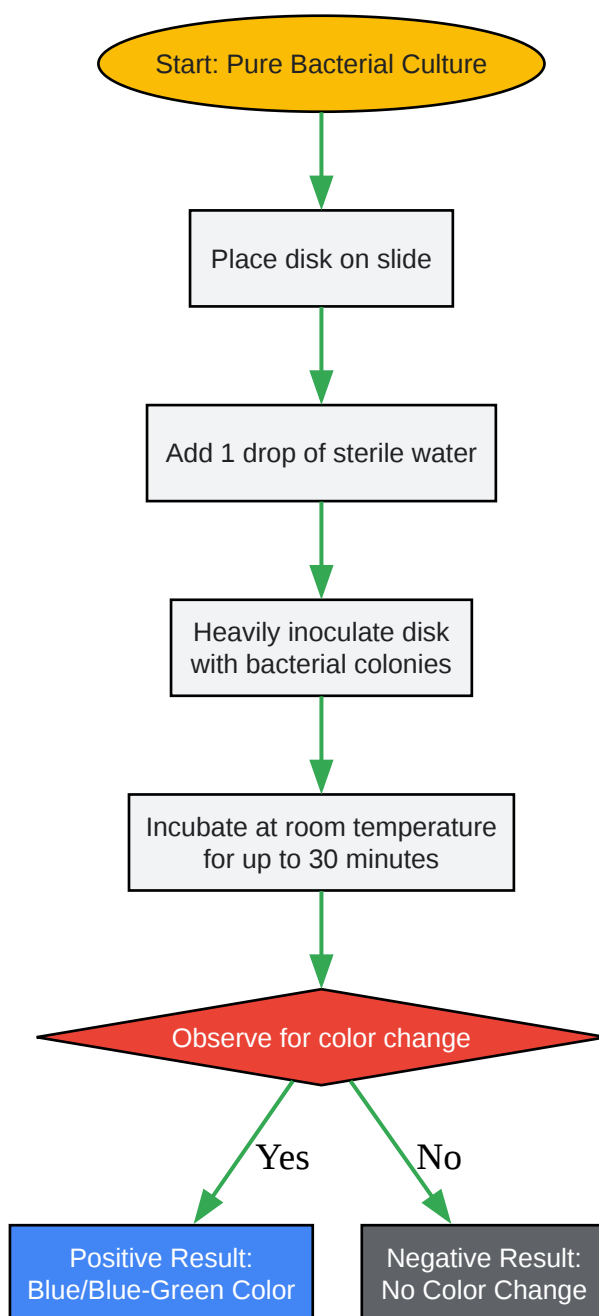 Start: Pure Bacterial Culture
Place disk on slide
Add 1 drop of sterile water
Heavily inoculate disk
with bacterial colonies
Incubate at room temperature
for up to 30 minutes
Observe for color change
Yes
No
Positive Result:
Blue/Blue-Green Color
Negative Result:
No Color Change